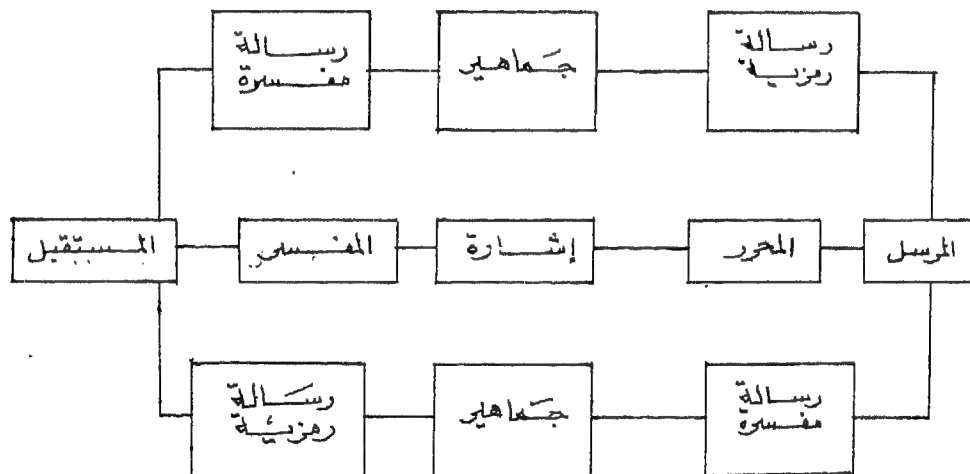 رسالة
رمزية
جماهير
رسالة
مفسرة
المرسل
المحرر
إشارة
المفسر
المستقبل
رسالة
مفسرة
جماهير
رسالة
رمزية